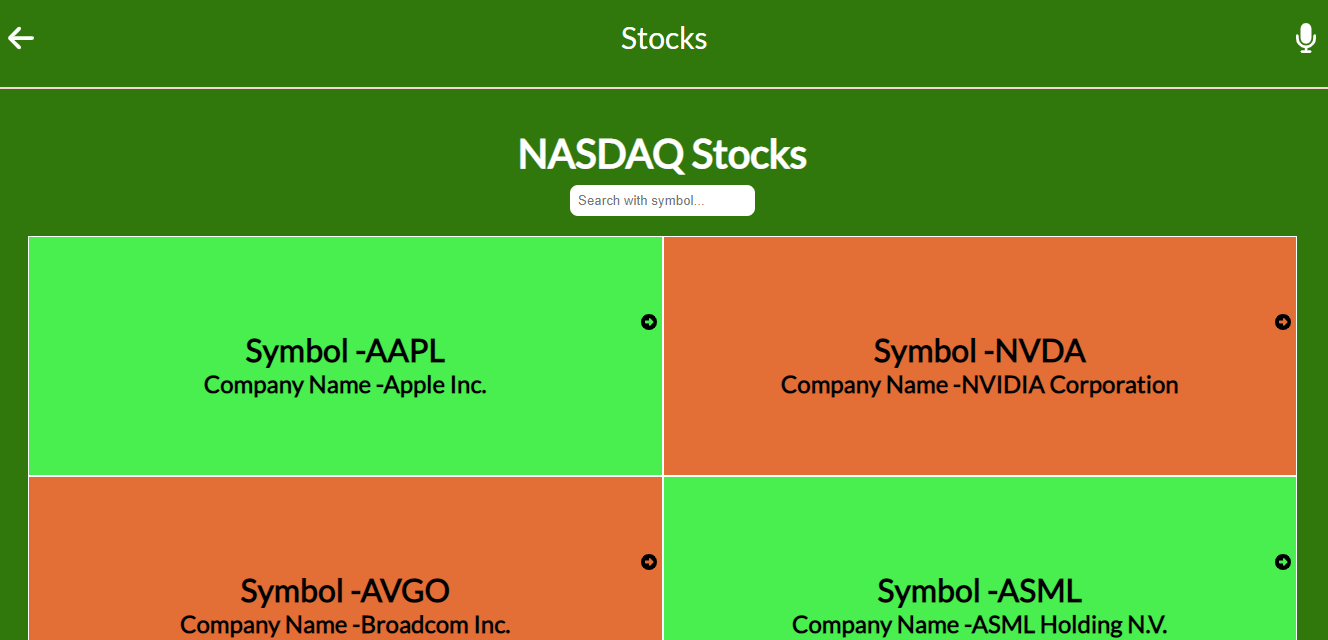 Stocks
NASDAQ Stocks
Search with symbol...
Symbol -AAPL
Company Name -Apple Inc.
Symbol -NVDA
Company Name -NVIDIA Corporation
Symbol -AVGO
Company Name -Broadcom Inc.
Symbol -ASML
Company Name -ASML Holding N.V.